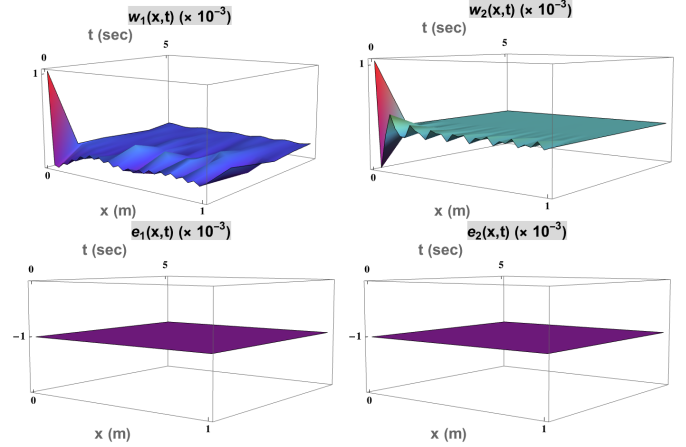 w₁(x,t) (× 10⁻³)
t (sec)
0
5
1
0
x (m)
1
w₂(x,t) (× 10⁻³)
t (sec)
0
5
1
0
x (m)
1
e₁(x,t) (× 10⁻³)
t (sec)
0
5
−1
0
x (m)
1
e₂(x,t) (× 10⁻³)
t (sec)
0
5
−1
0
x (m)
1